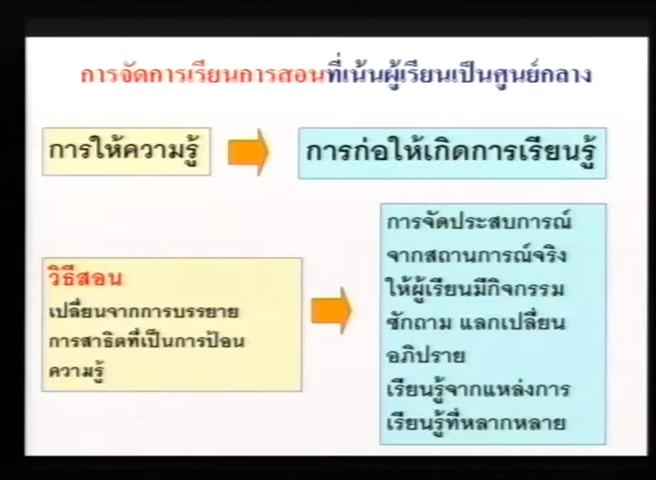 การจัดการเรียนการสอนที่เน้นผู้เรียนเป็นศูนย์กลาง
การให้ความรู้
การก่อให้เกิดการเรียนรู้
วิธีสอน
เปลี่ยนจากการบรรยาย
การสาธิตที่เป็นการป้อน
ความรู้
การจัดประสบการณ์
จากสถานการณ์จริง
ให้ผู้เรียนมีกิจกรรม
ซักถาม แลกเปลี่ยน
อภิปราย
เรียนรู้จากแหล่งการ
เรียนรู้ที่หลากหลาย